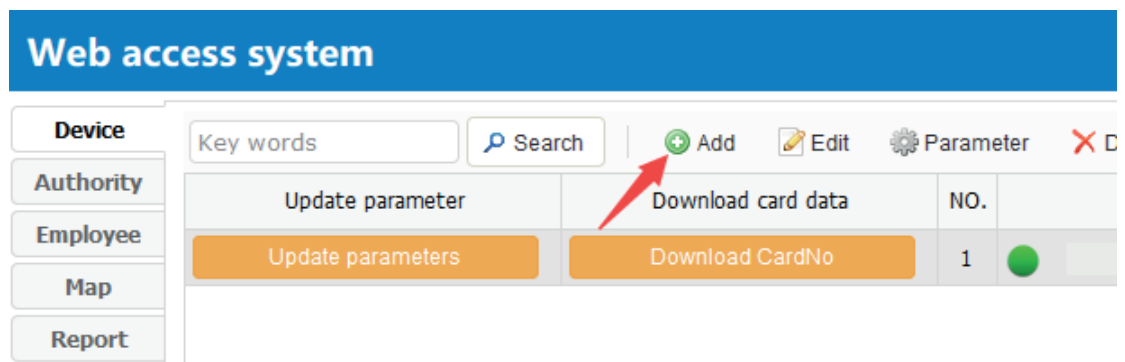 Web access system
Device
Key words Search Add Edit Parameter
Authority
Update parameter Download card data NO.
Employee
Update parameters Download CardNo 1
Map
Report